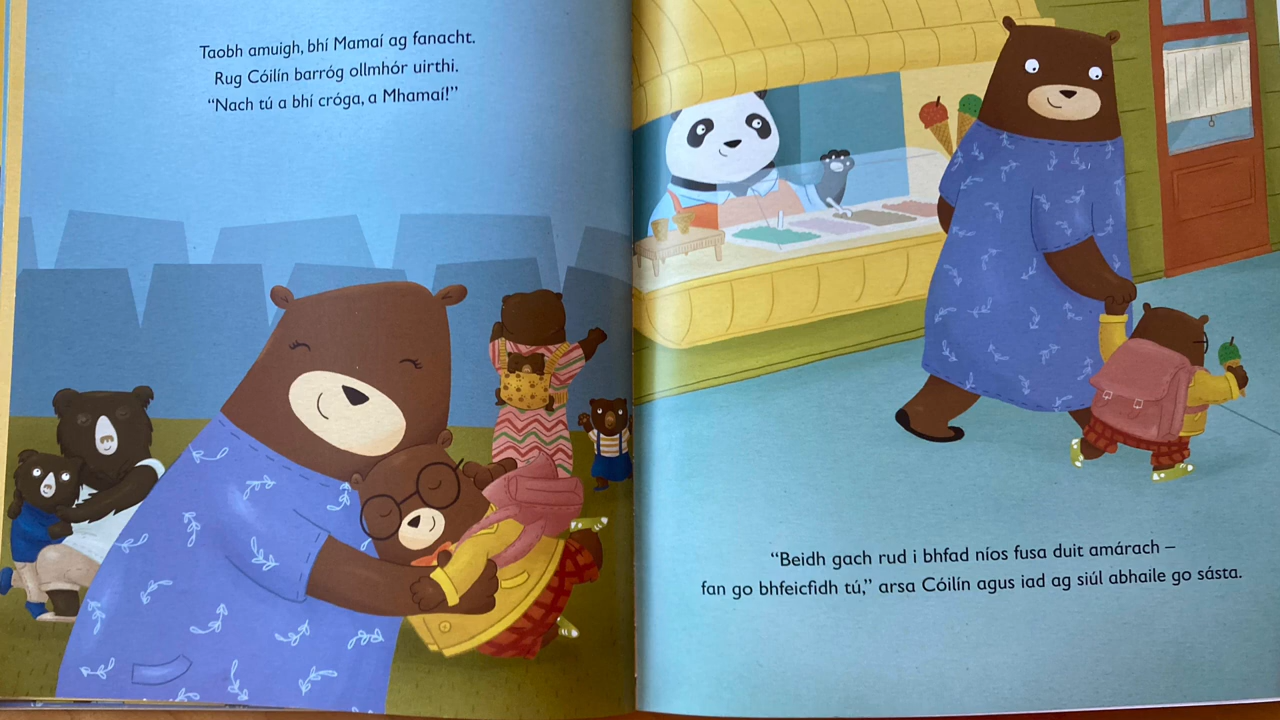 Taobh amuigh, bhí Mamaí ag fanacht.
Rug Cóilín barróg ollmhór uirthi.
“Nach tú a bhí cróga, a Mhamaí!”
“Beidh gach rud i bhfad níos fusa duit amárach –
fan go bhfeicfidh tú,” arsa Cóilín agus iad ag siúl abhaile go sásta.